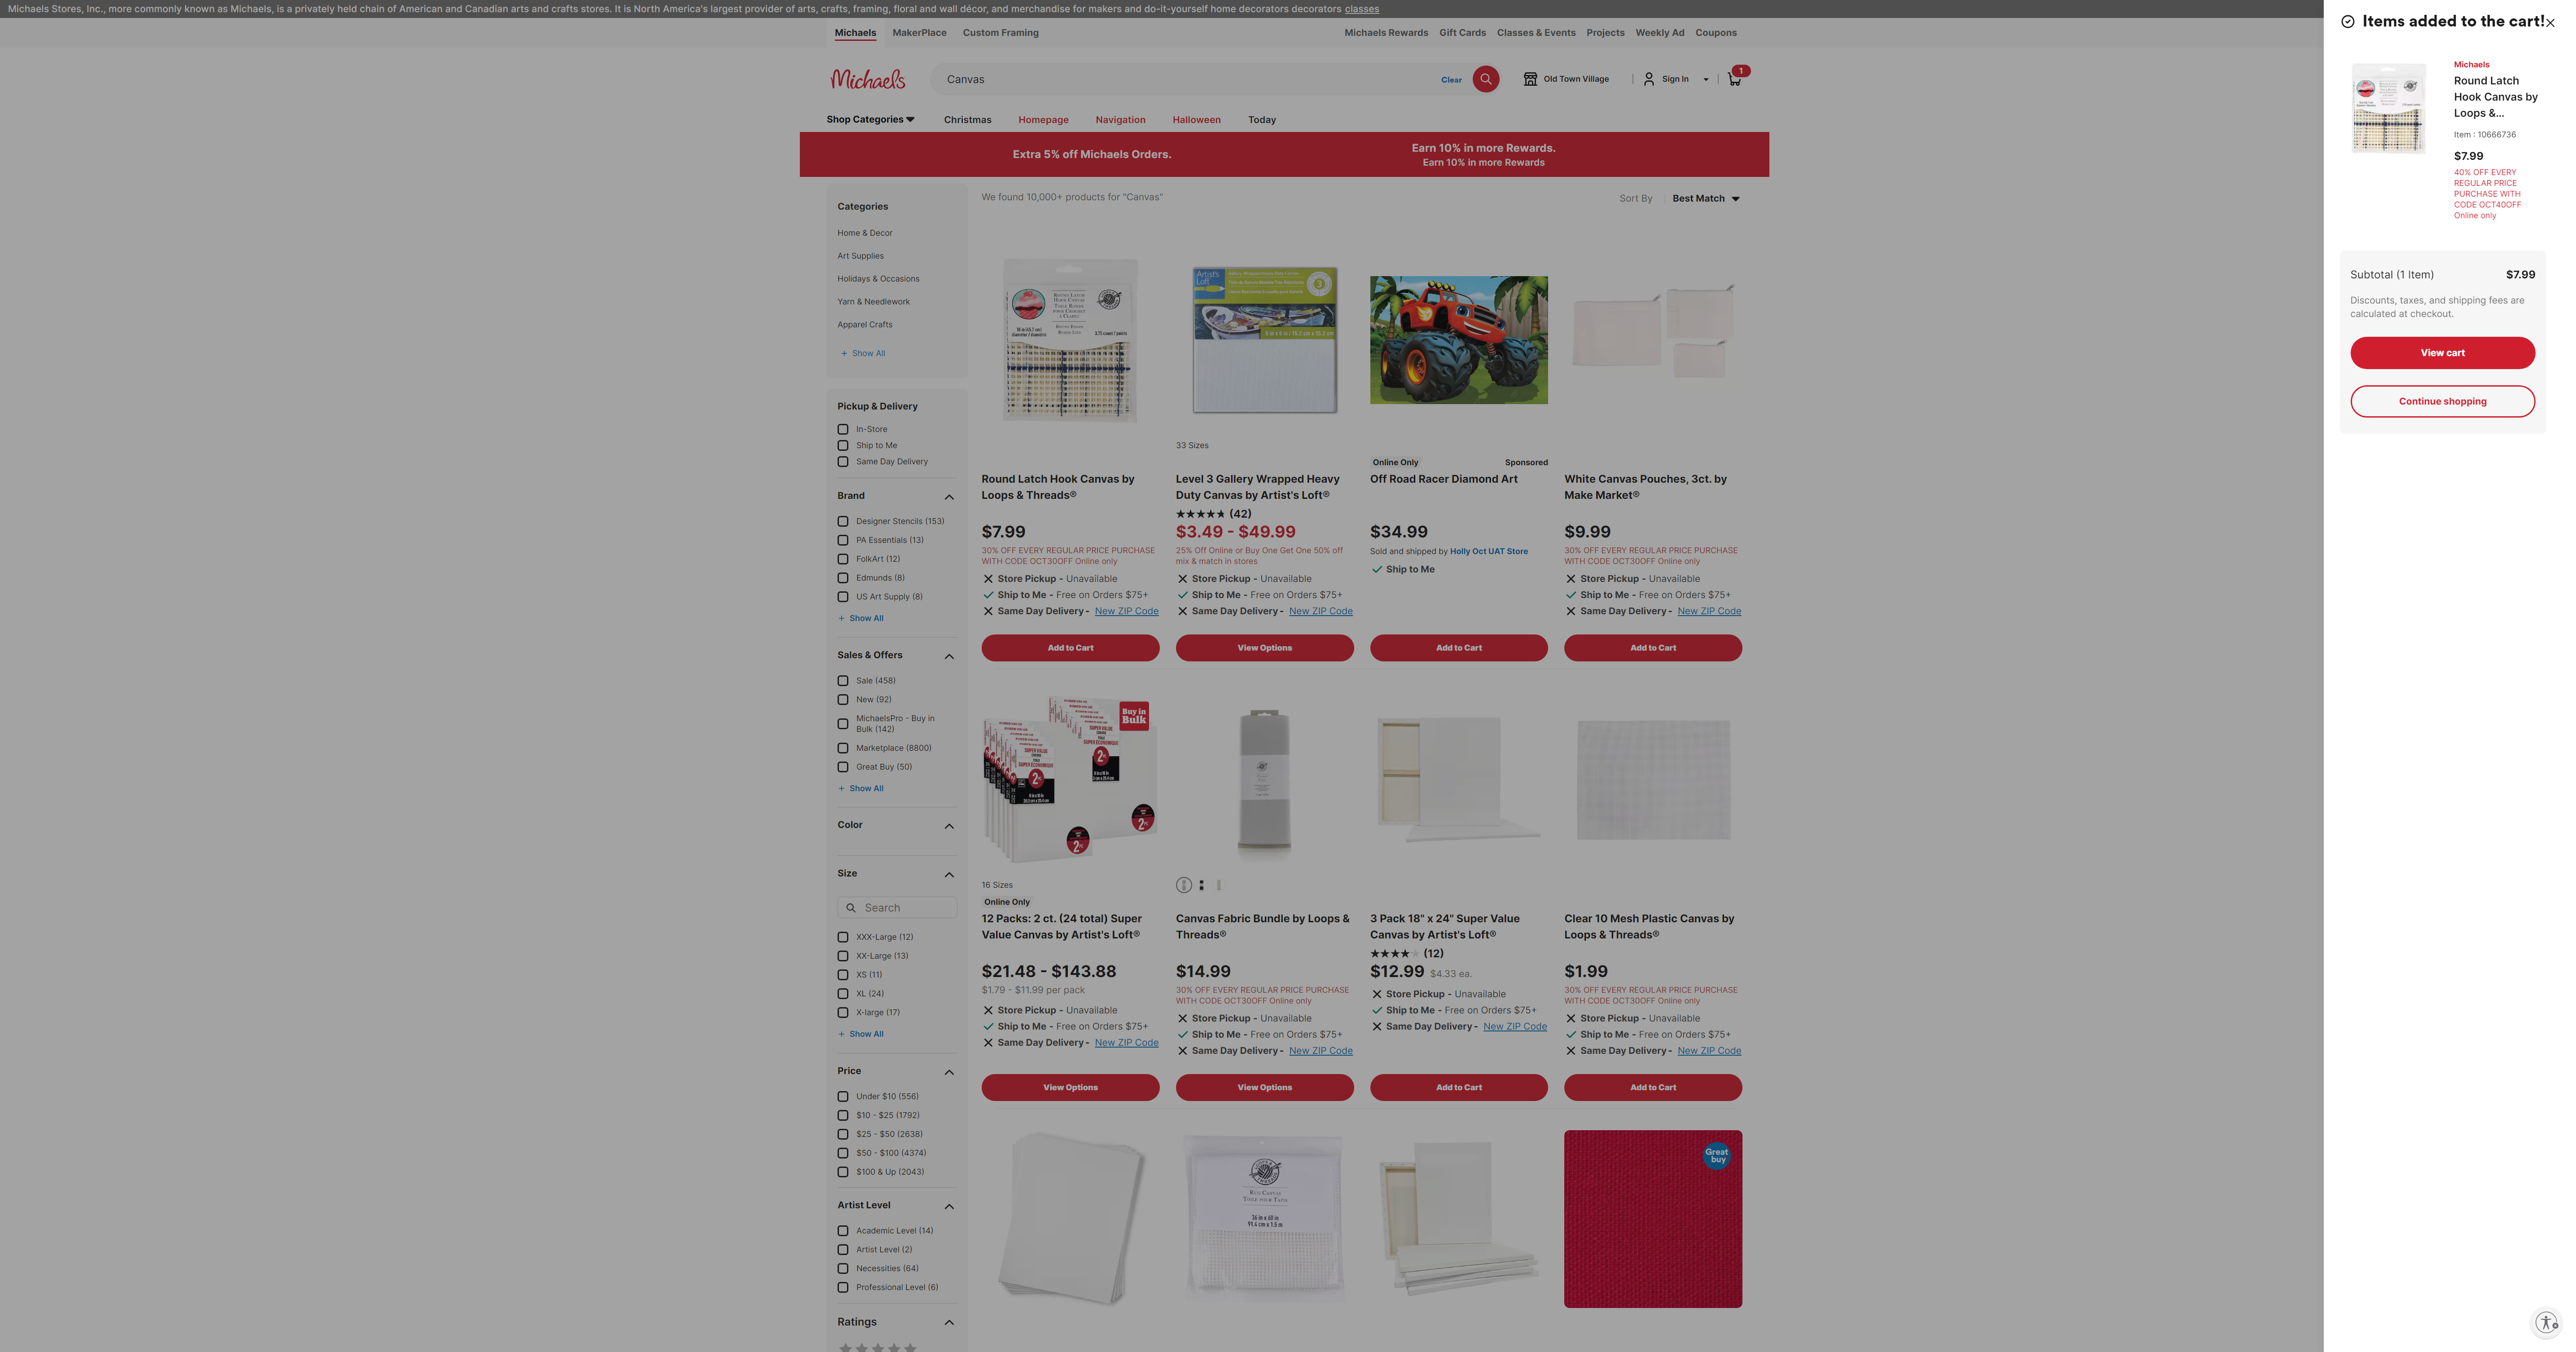 Michaels Stores, Inc., more commonly known as Michaels, is a privately held chain of American and Canadian arts and crafts stores. It is North America's largest provider of arts, crafts, framing, floral and wall décor, and merchandise for makers and do-it-yourself home decorators decorators classes
Michaels MakerPlace Custom Framing
Michaels Rewards Gift Cards Classes & Events Projects Weekly Ad Coupons
Michaels
Canvas
Clear
Old Town Village
Sign In
1
Shop Categories Christmas Homepage Navigation Halloween Today
Extra 5% off Michaels Orders.
Earn 10% in more Rewards.
Earn 10% in more Rewards
Categories
Home & Decor
Art Supplies
Holidays & Occasions
Yarn & Needlework
Apparel Crafts
+ Show All
Pickup & Delivery
In-Store
Ship to Me
Same Day Delivery
Brand
Designer Stencils (153)
PA Essentials (13)
FolkArt (12)
Edmunds (8)
US Art Supply (8)
+ Show All
Sales & Offers
Sale (458)
New (92)
MichaelsPro - Buy in
Bulk (142)
Marketplace (8800)
Great Buy (50)
+ Show All
Color
Size
Search
XXX-Large (12)
XX-Large (13)
XS (11)
XL (24)
X-large (17)
+ Show All
Price
Under $10 (556)
$10 - $25 (1792)
$25 - $50 (2638)
$50 - $100 (4374)
$100 & Up (2043)
Artist Level
Academic Level (14)
Artist Level (2)
Necessities (64)
Professional Level (6)
Ratings
We found 10,000+ products for "Canvas"
Sort By Best Match
Round Latch Hook Canvas by
Loops & Threads®
$7.99
30% OFF EVERY REGULAR PRICE PURCHASE
WITH CODE OCT30OFF Online only
Store Pickup - Unavailable
Ship to Me - Free on Orders $75+
Same Day Delivery - New ZIP Code
Add to Cart
Artist's
Loft
3
33 Sizes
Level 3 Gallery Wrapped Heavy
Duty Canvas by Artist's Loft®
(42)
$3.49 - $49.99
25% Off Online or Buy One Get One 50% off
mix & match in stores
Store Pickup - Unavailable
Ship to Me - Free on Orders $75+
Same Day Delivery - New ZIP Code
View Options
Online Only Sponsored
Off Road Racer Diamond Art
$34.99
Sold and shipped by Holly Oct UAT Store
Ship to Me
Add to Cart
White Canvas Pouches, 3ct. by
Make Market®
$9.99
30% OFF EVERY REGULAR PRICE PURCHASE
WITH CODE OCT30OFF Online only
Store Pickup - Unavailable
Ship to Me - Free on Orders $75+
Same Day Delivery - New ZIP Code
Add to Cart
Buy in
Bulk
16 Sizes
Online Only
12 Packs: 2 ct. (24 total) Super
Value Canvas by Artist's Loft®
$21.48 - $143.88
$1.79 - $11.99 per pack
Store Pickup - Unavailable
Ship to Me - Free on Orders $75+
Same Day Delivery - New ZIP Code
View Options
Canvas Fabric Bundle by Loops &
Threads®
$14.99
30% OFF EVERY REGULAR PRICE PURCHASE
WITH CODE OCT30OFF Online only
Store Pickup - Unavailable
Ship to Me - Free on Orders $75+
Same Day Delivery - New ZIP Code
View Options
3 Pack 18" x 24" Super Value
Canvas by Artist's Loft®
(12)
$12.99 $4.33 ea.
Store Pickup - Unavailable
Ship to Me - Free on Orders $75+
Same Day Delivery - New ZIP Code
Add to Cart
Clear 10 Mesh Plastic Canvas by
Loops & Threads®
$1.99
30% OFF EVERY REGULAR PRICE PURCHASE
WITH CODE OCT30OFF Online only
Store Pickup - Unavailable
Ship to Me - Free on Orders $75+
Same Day Delivery - New ZIP Code
Add to Cart
Rug Canvas
36 in x 60 in
91.4 cm x 1.5 m
Great
buy
Items added to the cart!
Michaels
Round Latch
Hook Canvas by
Loops &...
Item : 10666736
$7.99
40% OFF EVERY
REGULAR PRICE
PURCHASE WITH
CODE OCT40OFF
Online only
Subtotal (1 Item) $7.99
Discounts, taxes, and shipping fees are
calculated at checkout.
View cart
Continue shopping